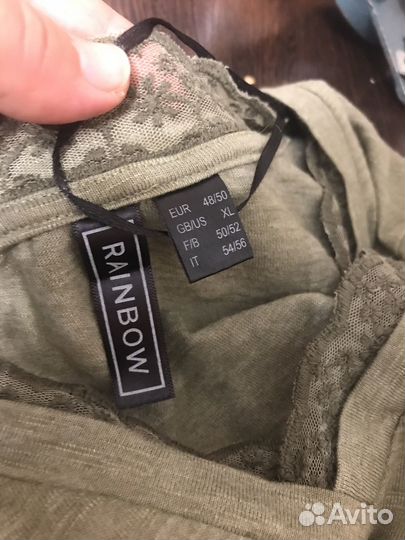 EUR 48/50
GB/US XL
F/B 50/52
IT 54/56
RAINBOW
Avito